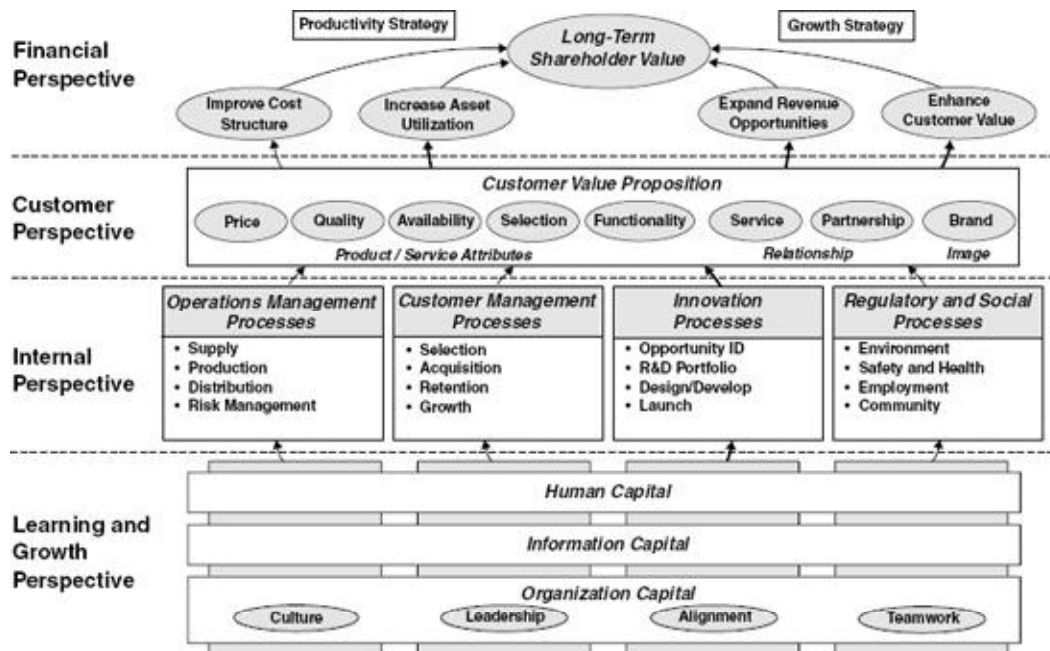 Productivity Strategy
Growth Strategy
Financial
Perspective
Long-Term
Shareholder Value
Improve Cost
Structure
Increase Asset
Utilization
Expand Revenue
Opportunities
Enhance
Customer Value
Customer
Perspective
Customer Value Proposition
Price
Quality
Availability
Selection
Functionality
Service
Partnership
Brand
Product / Service Attributes
Relationship
Image
Internal
Perspective
Operations Management
Processes
• Supply
• Production
• Distribution
• Risk Management
Customer Management
Processes
• Selection
• Acquisition
• Retention
• Growth
Innovation
Processes
• Opportunity ID
• R&D Portfolio
• Design/Develop
• Launch
Regulatory and Social
Processes
• Environment
• Safety and Health
• Employment
• Community
Learning and
Growth
Perspective
Human Capital
Information Capital
Organization Capital
Culture
Leadership
Alignment
Teamwork